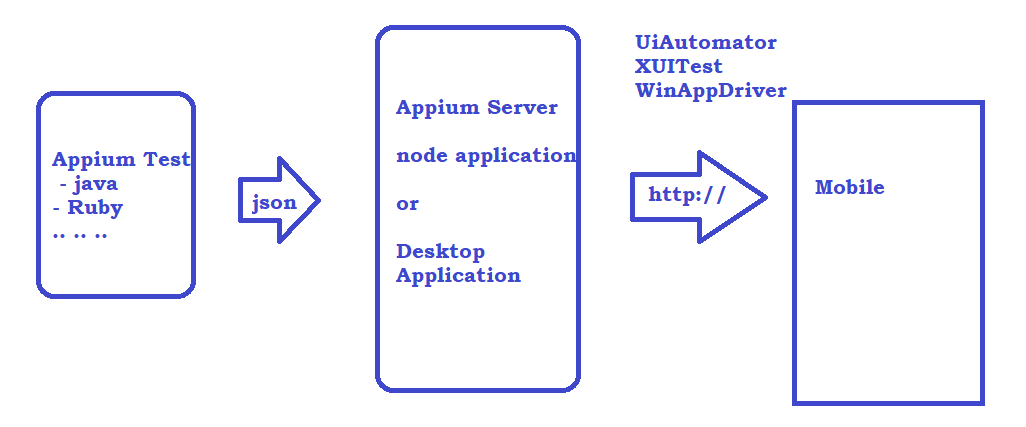 Appium Test
- java
- Ruby
.. .. ..
json
Appium Server
node application
or
Desktop
Application
UiAutomator
XUITest
WinAppDriver
http://
Mobile